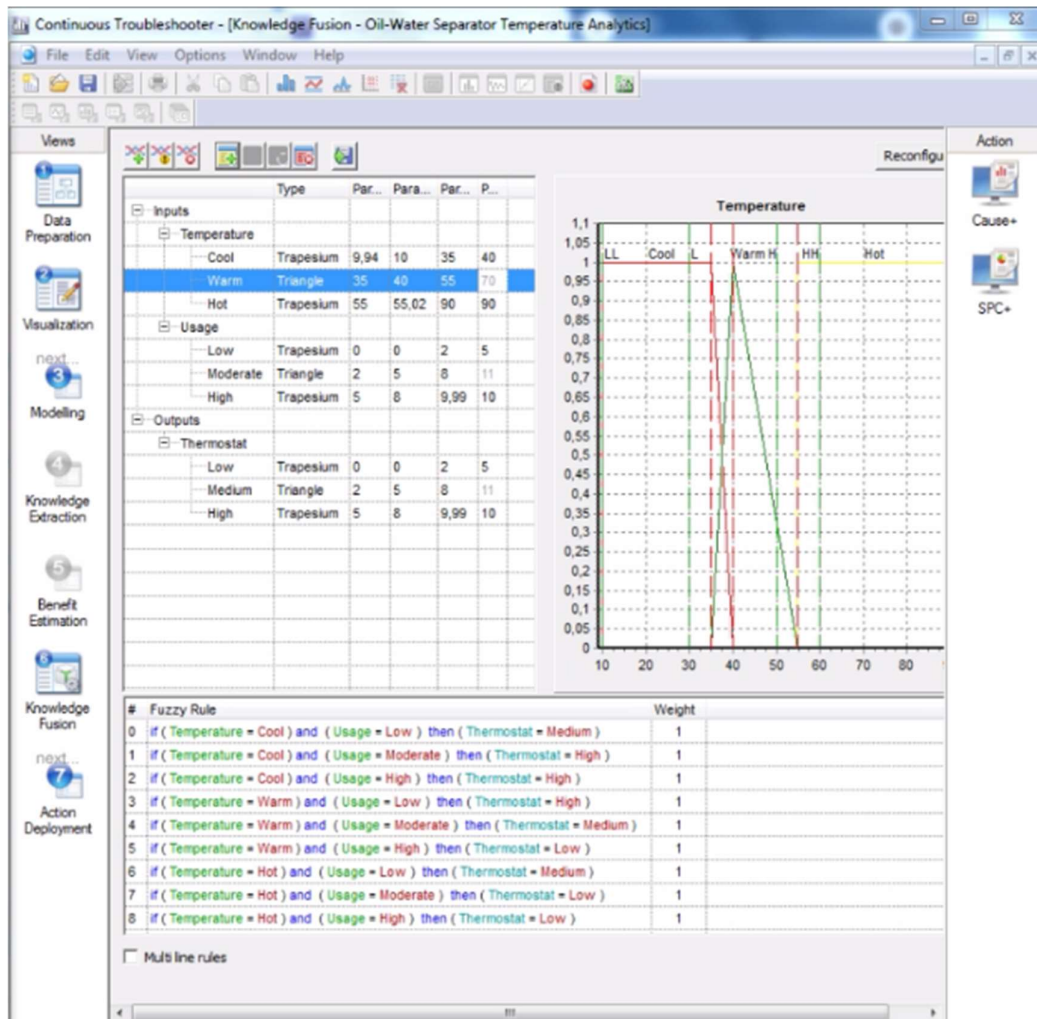 Continuous Troubleshooter - [Knowledge Fusion - Oil-Water Separator Temperature Analytics]
File Edit View Options Window Help
Views
Data
Preparation
Visualization
next...
Modelling
Knowledge
Extraction
Benefit
Estimation
Knowledge
Fusion
next...
Action
Deployment
Reconfigu
Type Par... Para... Par... P...
Inputs
Temperature
Cool Trapesium 9,94 10 35 40
Warm Triangle 35 40 55 70
Hot Trapesium 55 55,02 90 90
Usage
Low Trapesium 0 0 2 5
Moderate Triangle 2 5 8 11
High Trapesium 5 8 9,99 10
Outputs
Thermostat
Low Trapesium 0 0 2 5
Medium Triangle 2 5 8 11
High Trapesium 5 8 9,99 10
Temperature
1,1
1,05
1
0,95
0,9
0,85
0,8
0,75
0,7
0,65
0,6
0,55
0,5
0,45
0,4
0,35
0,3
0,25
0,2
0,15
0,1
0,05
0
LL Cool L Warm H HH Hot
10 20 30 40 50 60 70 80
# Fuzzy Rule Weight
0 if ( Temperature = Cool ) and ( Usage = Low ) then ( Thermostat = Medium ) 1
1 if ( Temperature = Cool ) and ( Usage = Moderate ) then ( Thermostat = High ) 1
2 if ( Temperature = Cool ) and ( Usage = High ) then ( Thermostat = High ) 1
3 if ( Temperature = Warm ) and ( Usage = Low ) then ( Thermostat = High ) 1
4 if ( Temperature = Warm ) and ( Usage = Moderate ) then ( Thermostat = Medium ) 1
5 if ( Temperature = Warm ) and ( Usage = High ) then ( Thermostat = Low ) 1
6 if ( Temperature = Hot ) and ( Usage = Low ) then ( Thermostat = Medium ) 1
7 if ( Temperature = Hot ) and ( Usage = Moderate ) then ( Thermostat = Low ) 1
8 if ( Temperature = Hot ) and ( Usage = High ) then ( Thermostat = Low ) 1
Multi line rules
Action
Cause+
SPC+